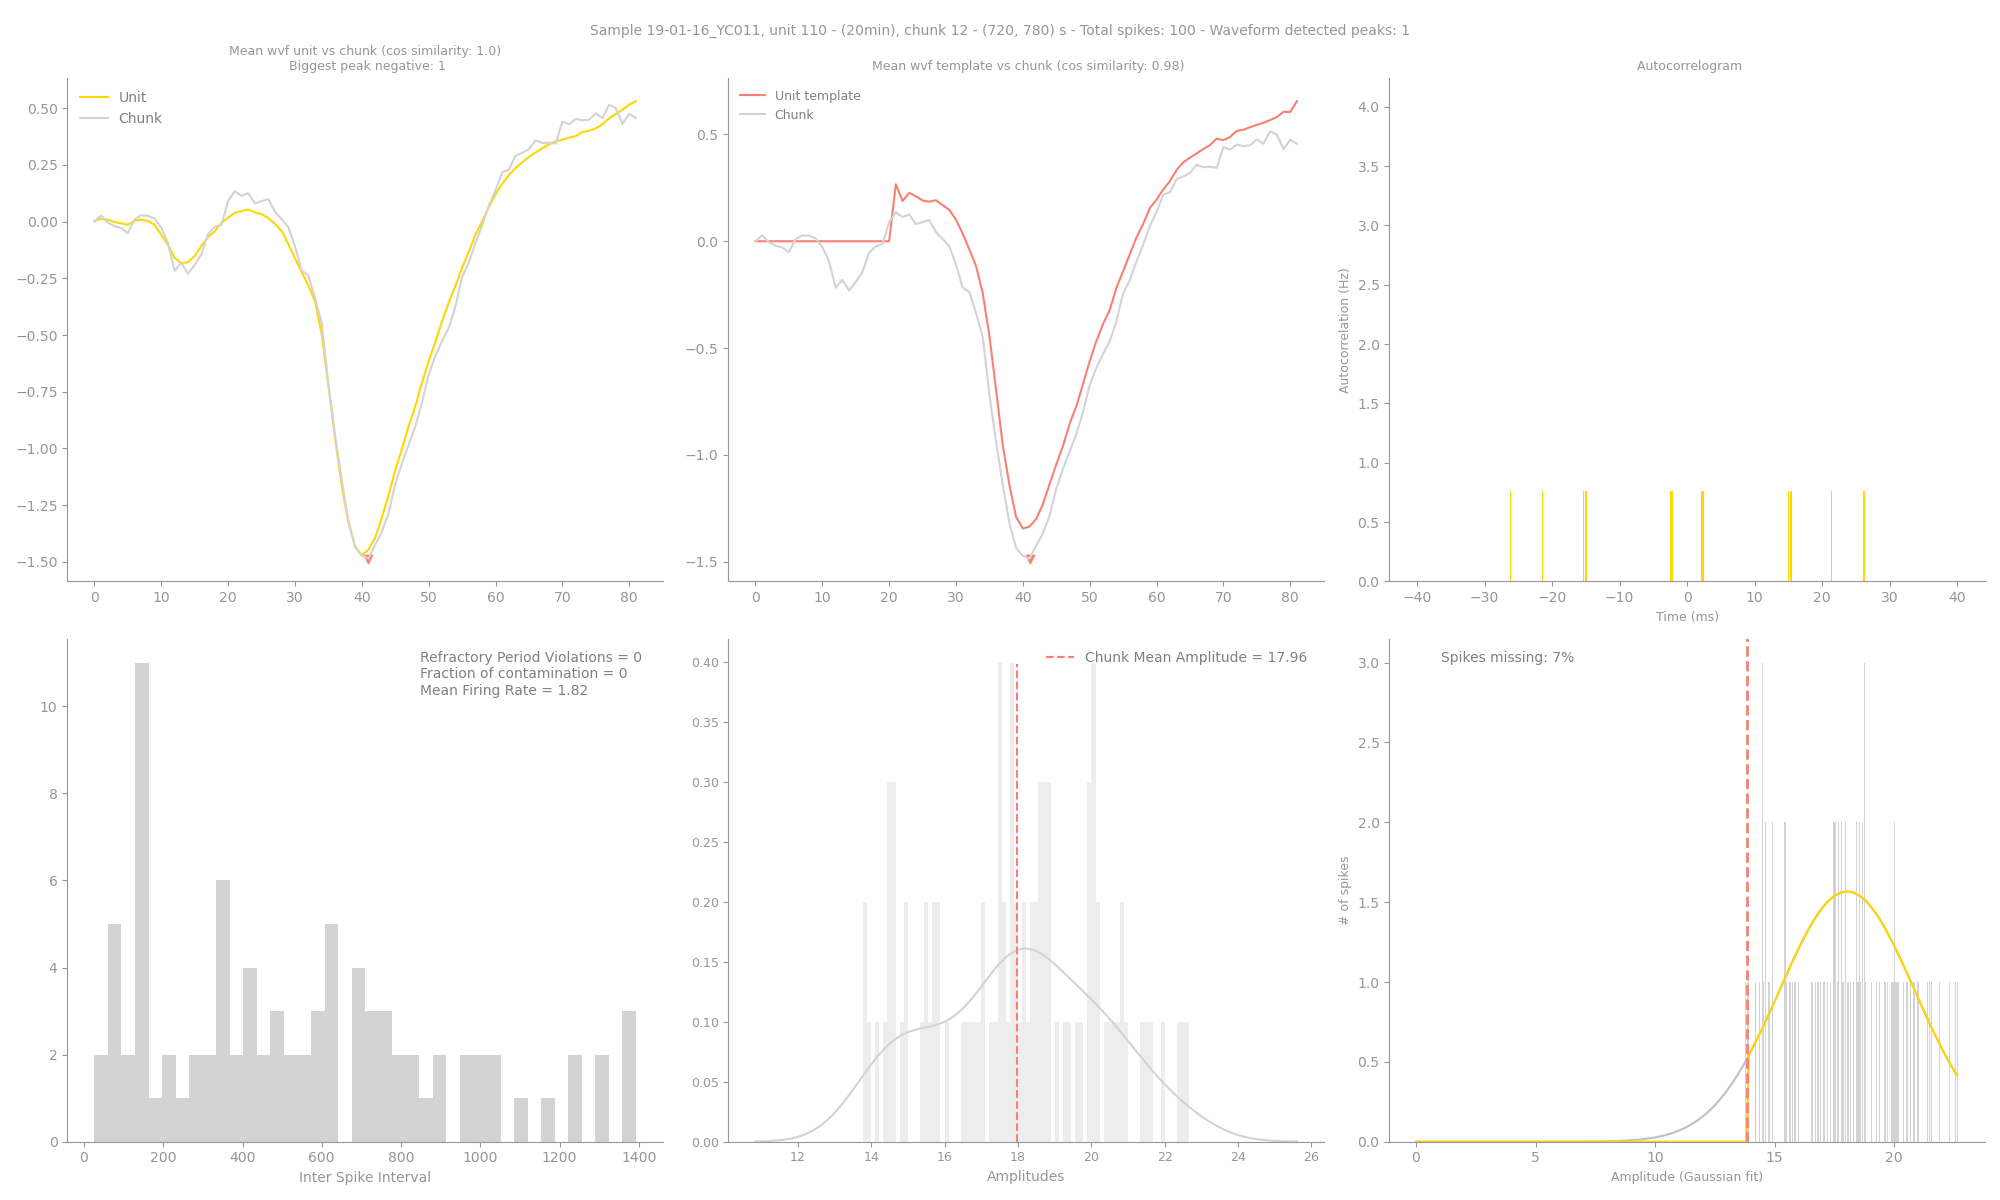 Sample 19-01-16_YC011, unit 110 - (20min), chunk 12 - (720, 780) s - Total spikes: 100 - Waveform detected peaks: 1
Mean wvf unit vs chunk (cos similarity: 1.0)
Biggest peak negative: 1
Unit
Chunk
0.50
0.25
0.00
−0.25
−0.50
−0.75
−1.00
−1.25
−1.50
0 10 20 30 40 50 60 70 80
Mean wvf template vs chunk (cos similarity: 0.98)
Unit template
Chunk
0.5
0.0
−0.5
−1.0
−1.5
0 10 20 30 40 50 60 70 80
Autocorrelogram
Autocorrelation (Hz)
4.0
3.5
3.0
2.5
2.0
1.5
1.0
0.5
0.0
−40 −30 −20 −10 0 10 20 30 40
Time (ms)
Refractory Period Violations = 0
Fraction of contamination = 0
Mean Firing Rate = 1.82
10
8
6
4
2
0
0 200 400 600 800 1000 1200 1400
Inter Spike Interval
Chunk Mean Amplitude = 17.96
0.40
0.35
0.30
0.25
0.20
0.15
0.10
0.05
0.00
12 14 16 18 20 22 24 26
Amplitudes
Spikes missing: 7%
# of spikes
3.0
2.5
2.0
1.5
1.0
0.5
0.0
0 5 10 15 20
Amplitude (Gaussian fit)